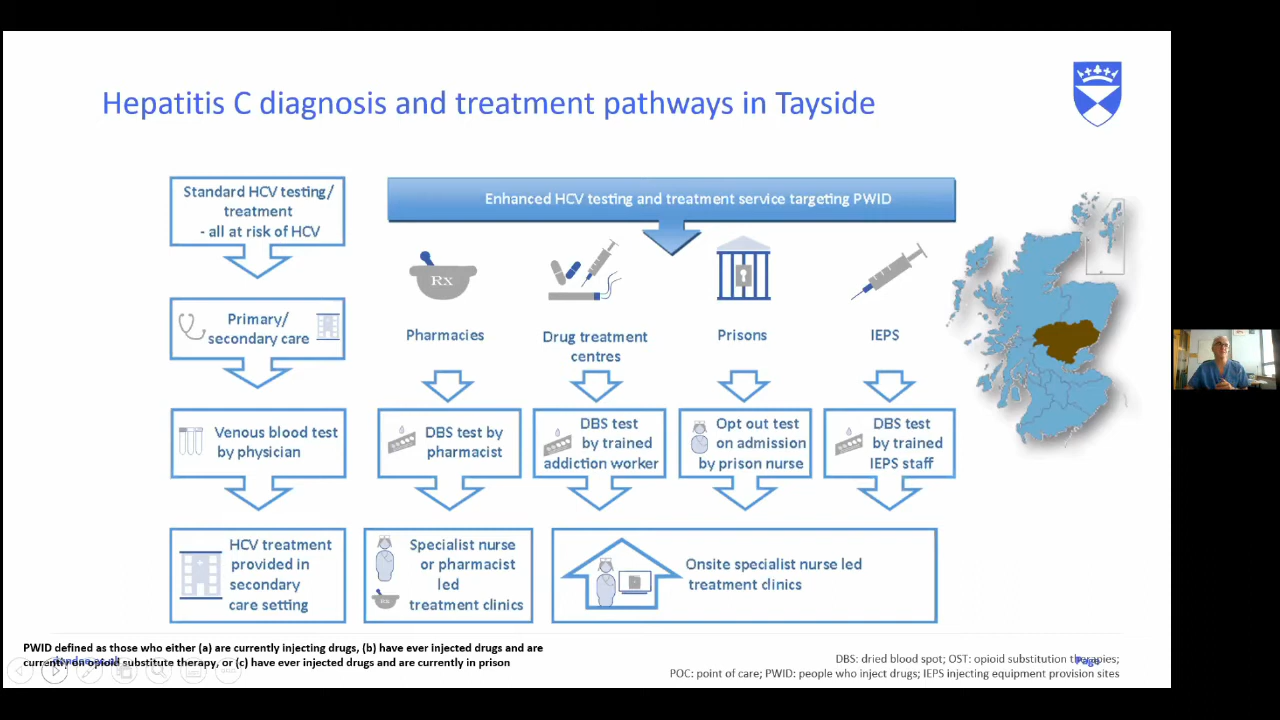 Hepatitis C diagnosis and treatment pathways in Tayside
Standard HCV testing/
treatment
- all at risk of HCV
Primary/
secondary care
Venous blood test
by physician
HCV treatment
provided in
secondary
care setting
Enhanced HCV testing and treatment service targeting PWID
Rx
Pharmacies
Drug treatment
centres
Prisons
IEPS
DBS test by
pharmacist
DBS test
by trained
addiction worker
Opt out test
on admission
by prison nurse
DBS test
by trained
IEPS staff
Specialist nurse
or pharmacist
led
treatment clinics
Rx
Onsite specialist nurse led
treatment clinics
PWID defined as those who either (a) are currently injecting drugs, (b) have ever injected drugs and are
currently on opioid substitute therapy, or (c) have ever injected drugs and are currently in prison
DBS: dried blood spot; OST: opioid substitution therapies;
Page
POC: point of care; PWID: people who inject drugs; IEPS injecting equipment provision sites